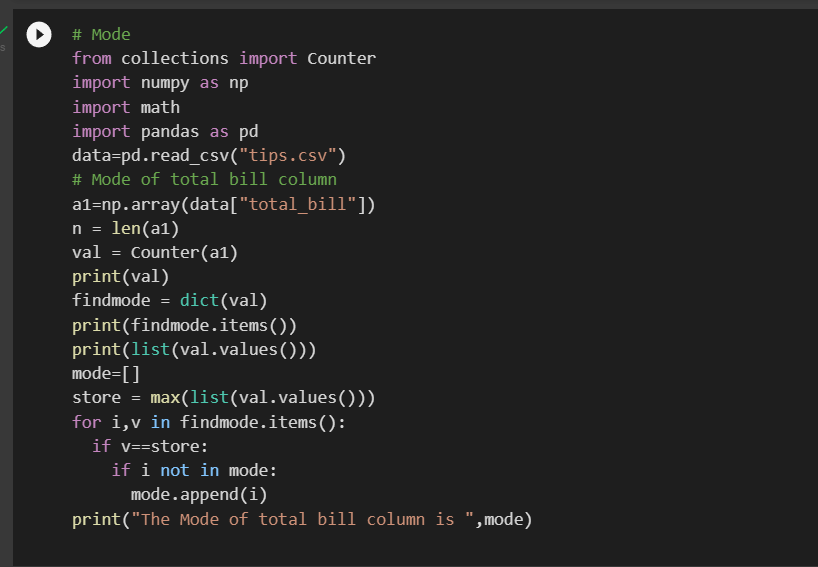 # Mode
from collections import Counter
import numpy as np
import math
import pandas as pd
data=pd.read_csv("tips.csv")
# Mode of total bill column
a1=np.array(data["total_bill"])
n = len(a1)
val = Counter(a1)
print(val)
findmode = dict(val)
print(findmode.items())
print(list(val.values()))
mode=[]
store = max(list(val.values()))
for i,v in findmode.items():
  if v==store:
    if i not in mode:
      mode.append(i)
print("The Mode of total bill column is ",mode)